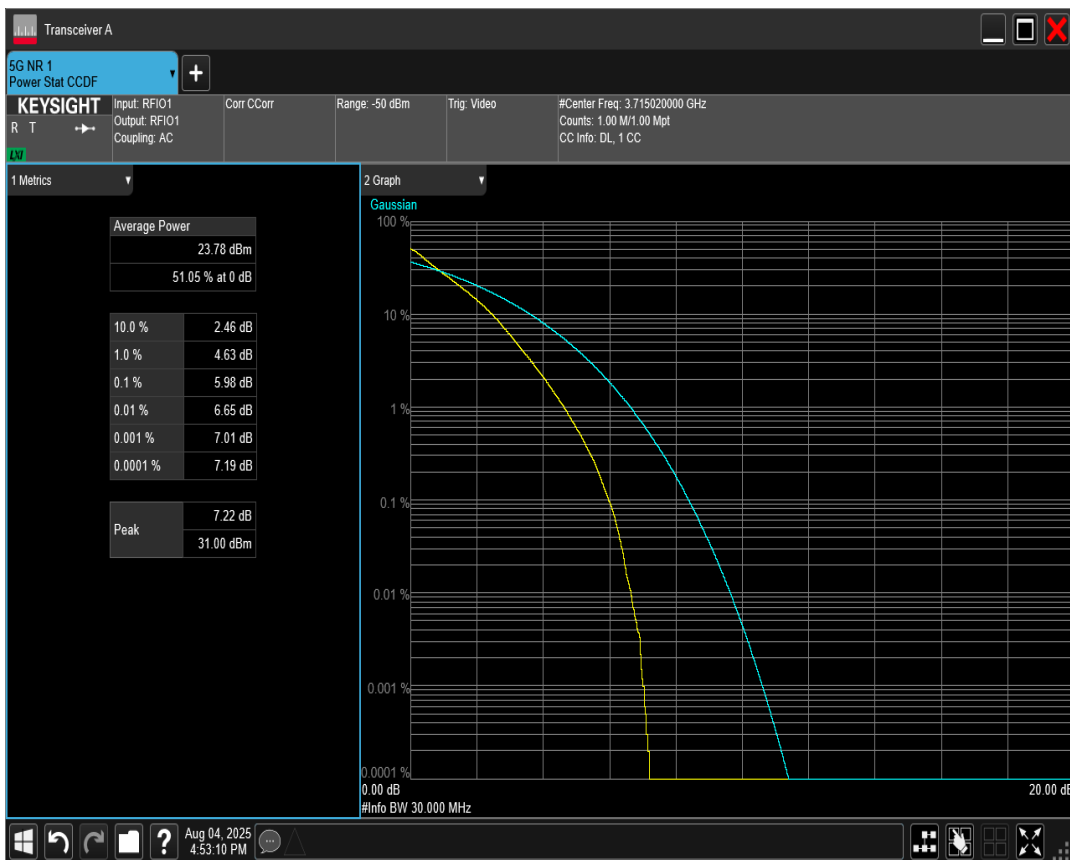 Transceiver A
5G NR 1
Power Stat CCDF
KEYSIGHT
R T
LXI
Input: RFIO1
Output: RFIO1
Coupling: AC
Corr CCorr
Range: -50 dBm
Trig: Video
#Center Freq: 3.715020000 GHz
Counts: 1.00 M/1.00 Mpt
CC Info: DL, 1 CC
1 Metrics
Average Power
23.78 dBm
51.05 % at 0 dB
10.0 % 2.46 dB
1.0 % 4.63 dB
0.1 % 5.98 dB
0.01 % 6.65 dB
0.001 % 7.01 dB
0.0001 % 7.19 dB
Peak
7.22 dB
31.00 dBm
2 Graph
Gaussian
100 %
10 %
1 %
0.1 %
0.01 %
0.001 %
0.0001 %
0.00 dB
20.00 dB
#Info BW 30.000 MHz
?
Aug 04, 2025
4:53:10 PM